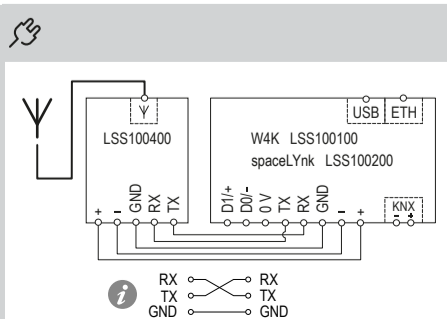 USB ETH
LSS100400
W4K LSS100100
spaceLYnk LSS100200
+ − GND RX TX
D1/+ D0/- 0 V TX RX GND − +
KNX
- +
i
RX RX
TX TX
GND GND